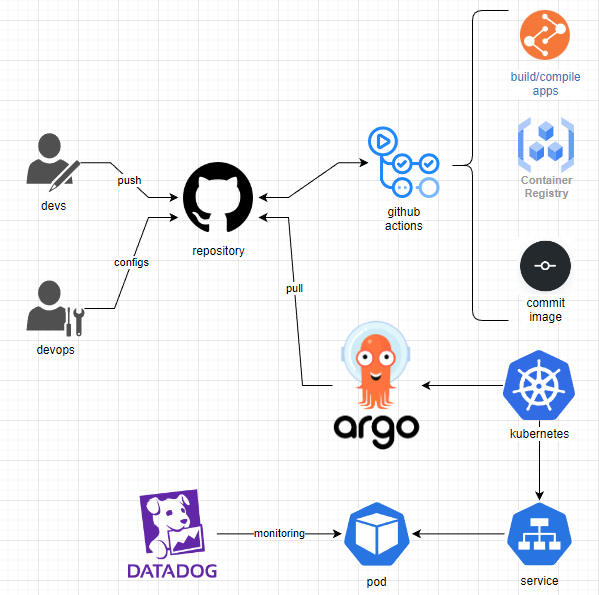 build/compile
apps
push
devs
Container
Registry
github
actions
repository
configs
pull
commit
image
devops
argo
kubernetes
monitoring
DATADOG
pod
service